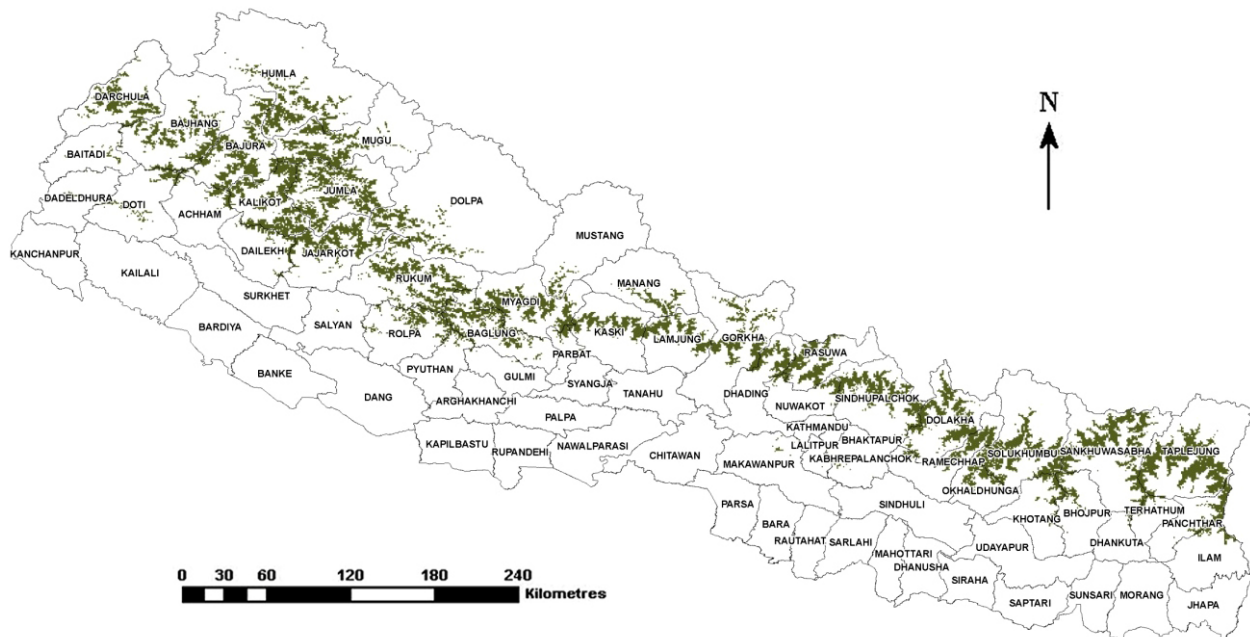 HUMLA
DARCHULA
BAJHANG
BAJURA
MUGU
BAITADI
JUMLA
DADELDHURA
DOTI
ACHHAM
KALIKOT
DOLPA
MUSTANG
KANCHANPUR
KAILALI
DAILEKH
JAJARKOT
RUKUM
MANANG
SURKHET
MYAGDI
BARDIYA
SALYAN
ROLPA
BAGLUNG
KASKI
LAMJUNG
GORKHA
RASUWA
BANKE
PYUTHAN
PARBAT
GULMI
SYANGJA
TANAHU
DHADING
NUWAKOT
SINDHUPALCHOK
DANG
ARGHAKHANCHI
PALPA
KATHMANDU
DOLAKHA
KAPILBASTU
RUPANDEHI
NAWALPARASI
CHITAWAN
LALITPUR
BHAKTAPUR
MAKAWANPUR
KABHREPALANCHOK
RAMECHHAP
SOLUKHUMBU
SANKHUWASABHA
TAPLEJUNG
OKHALDHUNGA
PARSA
BARA
RAUTAHAT
SARLAHI
SINDHULI
KHOTANG
BHOJPUR
TERHATHUM
PANCHTHAR
MAHOTTARI
DHANUSHA
UDAYAPUR
DHANKUTA
ILAM
SIRAHA
SAPTARI
SUNSARI
MORANG
JHAPA
N
0 30 60 120 180 240
Kilometres